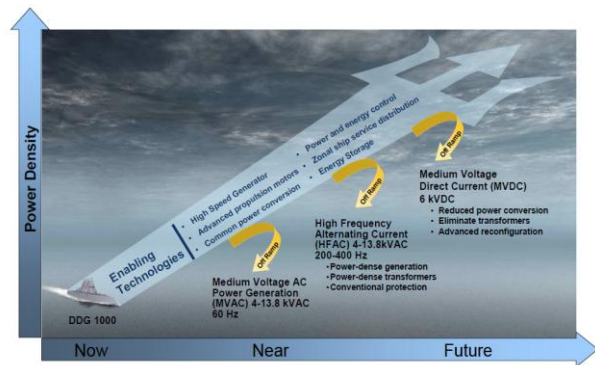 Power Density
Enabling
Technologies
• High Speed Generator
• Advanced propulsion motors
• Common power conversion
• Power and energy control
• Zonal ship service distribution
• Energy Storage
Off Ramp
Off Ramp
Off Ramp
Medium Voltage
Direct Current (MVDC)
6 kVDC
• Reduced power conversion
• Eliminate transformers
• Advanced reconfiguration
High Frequency
Alternating Current
(HFAC) 4-13.8kVAC
200-400 Hz
•Power-dense generation
•Power-dense transformers
•Conventional protection
Medium Voltage AC
Power Generation
(MVAC) 4-13.8 kVAC
60 Hz
DDG 1000
Now
Near
Future